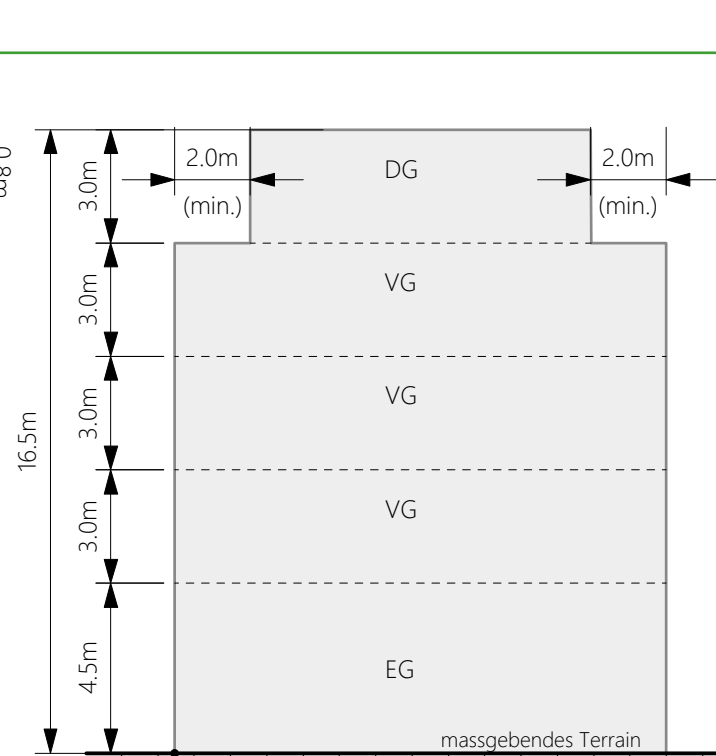 2.0m
(min.)
DG
2.0m
(min.)
3.0m
VG
3.0m
VG
3.0m
16.5m
VG
3.0m
EG
4.5m
massgebendes Terrain